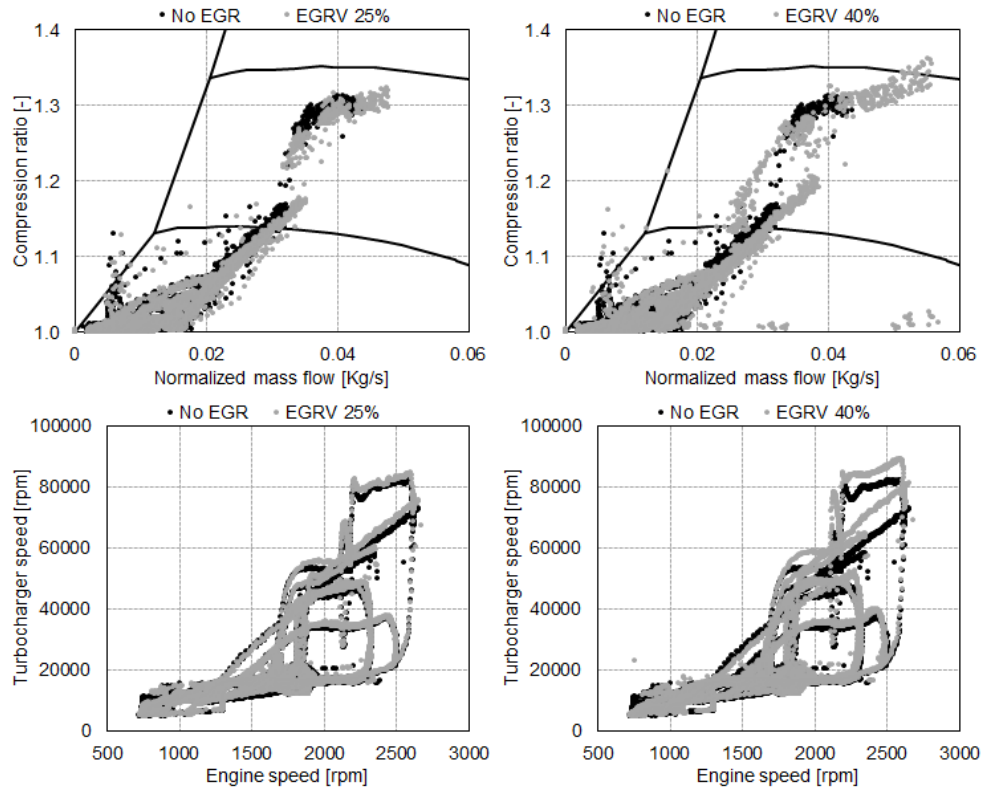 No EGR EGRV 25%
Compression ratio [-]
1.4
1.3
1.2
1.1
1.0
0 0.02 0.04 0.06
Normalized mass flow [Kg/s]
No EGR EGRV 40%
Compression ratio [-]
1.4
1.3
1.2
1.1
1.0
0 0.02 0.04 0.06
Normalized mass flow [Kg/s]
No EGR EGRV 25%
Turbocharger speed [rpm]
100000
80000
60000
40000
20000
0
500 1000 1500 2000 2500 3000
Engine speed [rpm]
No EGR EGRV 40%
Turbocharger speed [rpm]
100000
80000
60000
40000
20000
0
500 1000 1500 2000 2500 3000
Engine speed [rpm]